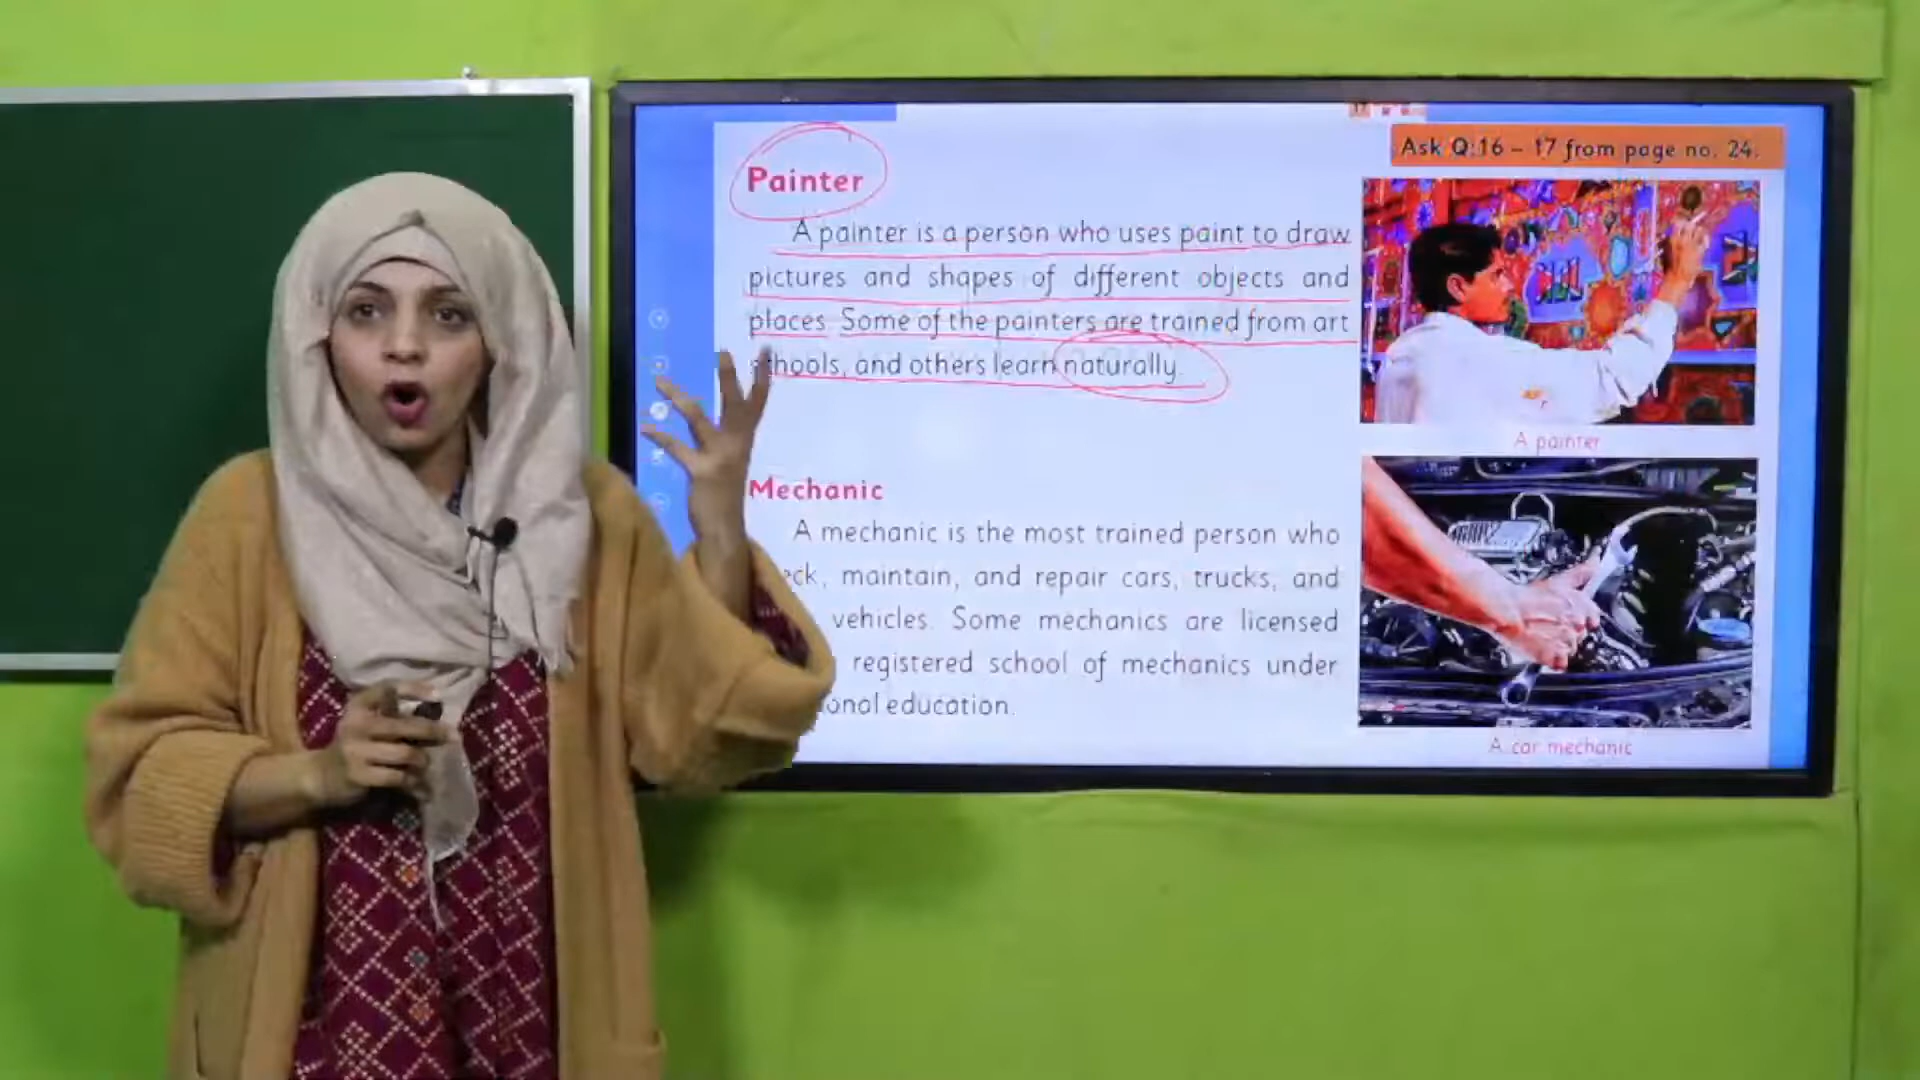 Ask Q:16 – 17 from page no. 24.
Painter
A painter is a person who uses paint to draw
pictures and shapes of different objects and
places. Some of the painters are trained from art
hools, and others learn naturally.
A painter
Mechanic
A mechanic is the most trained person who
eck, maintain, and repair cars, trucks, and
vehicles. Some mechanics are licensed
registered school of mechanics under
onal education.
A car mechanic